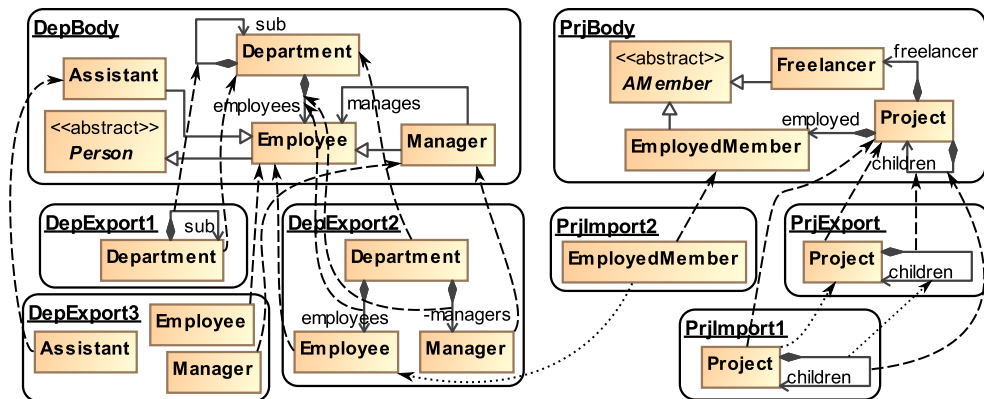 DepBody
sub
Department
Assistant
employees
manages
<<abstract>>
Person
Employee
Manager
PrjBody
<<abstract>>
AMember
Freelancer
freelancer
employed
Project
EmployedMember
children
DepExport1
sub
Department
DepExport2
Department
employees
managers
Employee
Manager
DepExport3
Employee
Assistant
Manager
PrjImport2
EmployedMember
PrjExport
Project
children
PrjImport1
Project
children